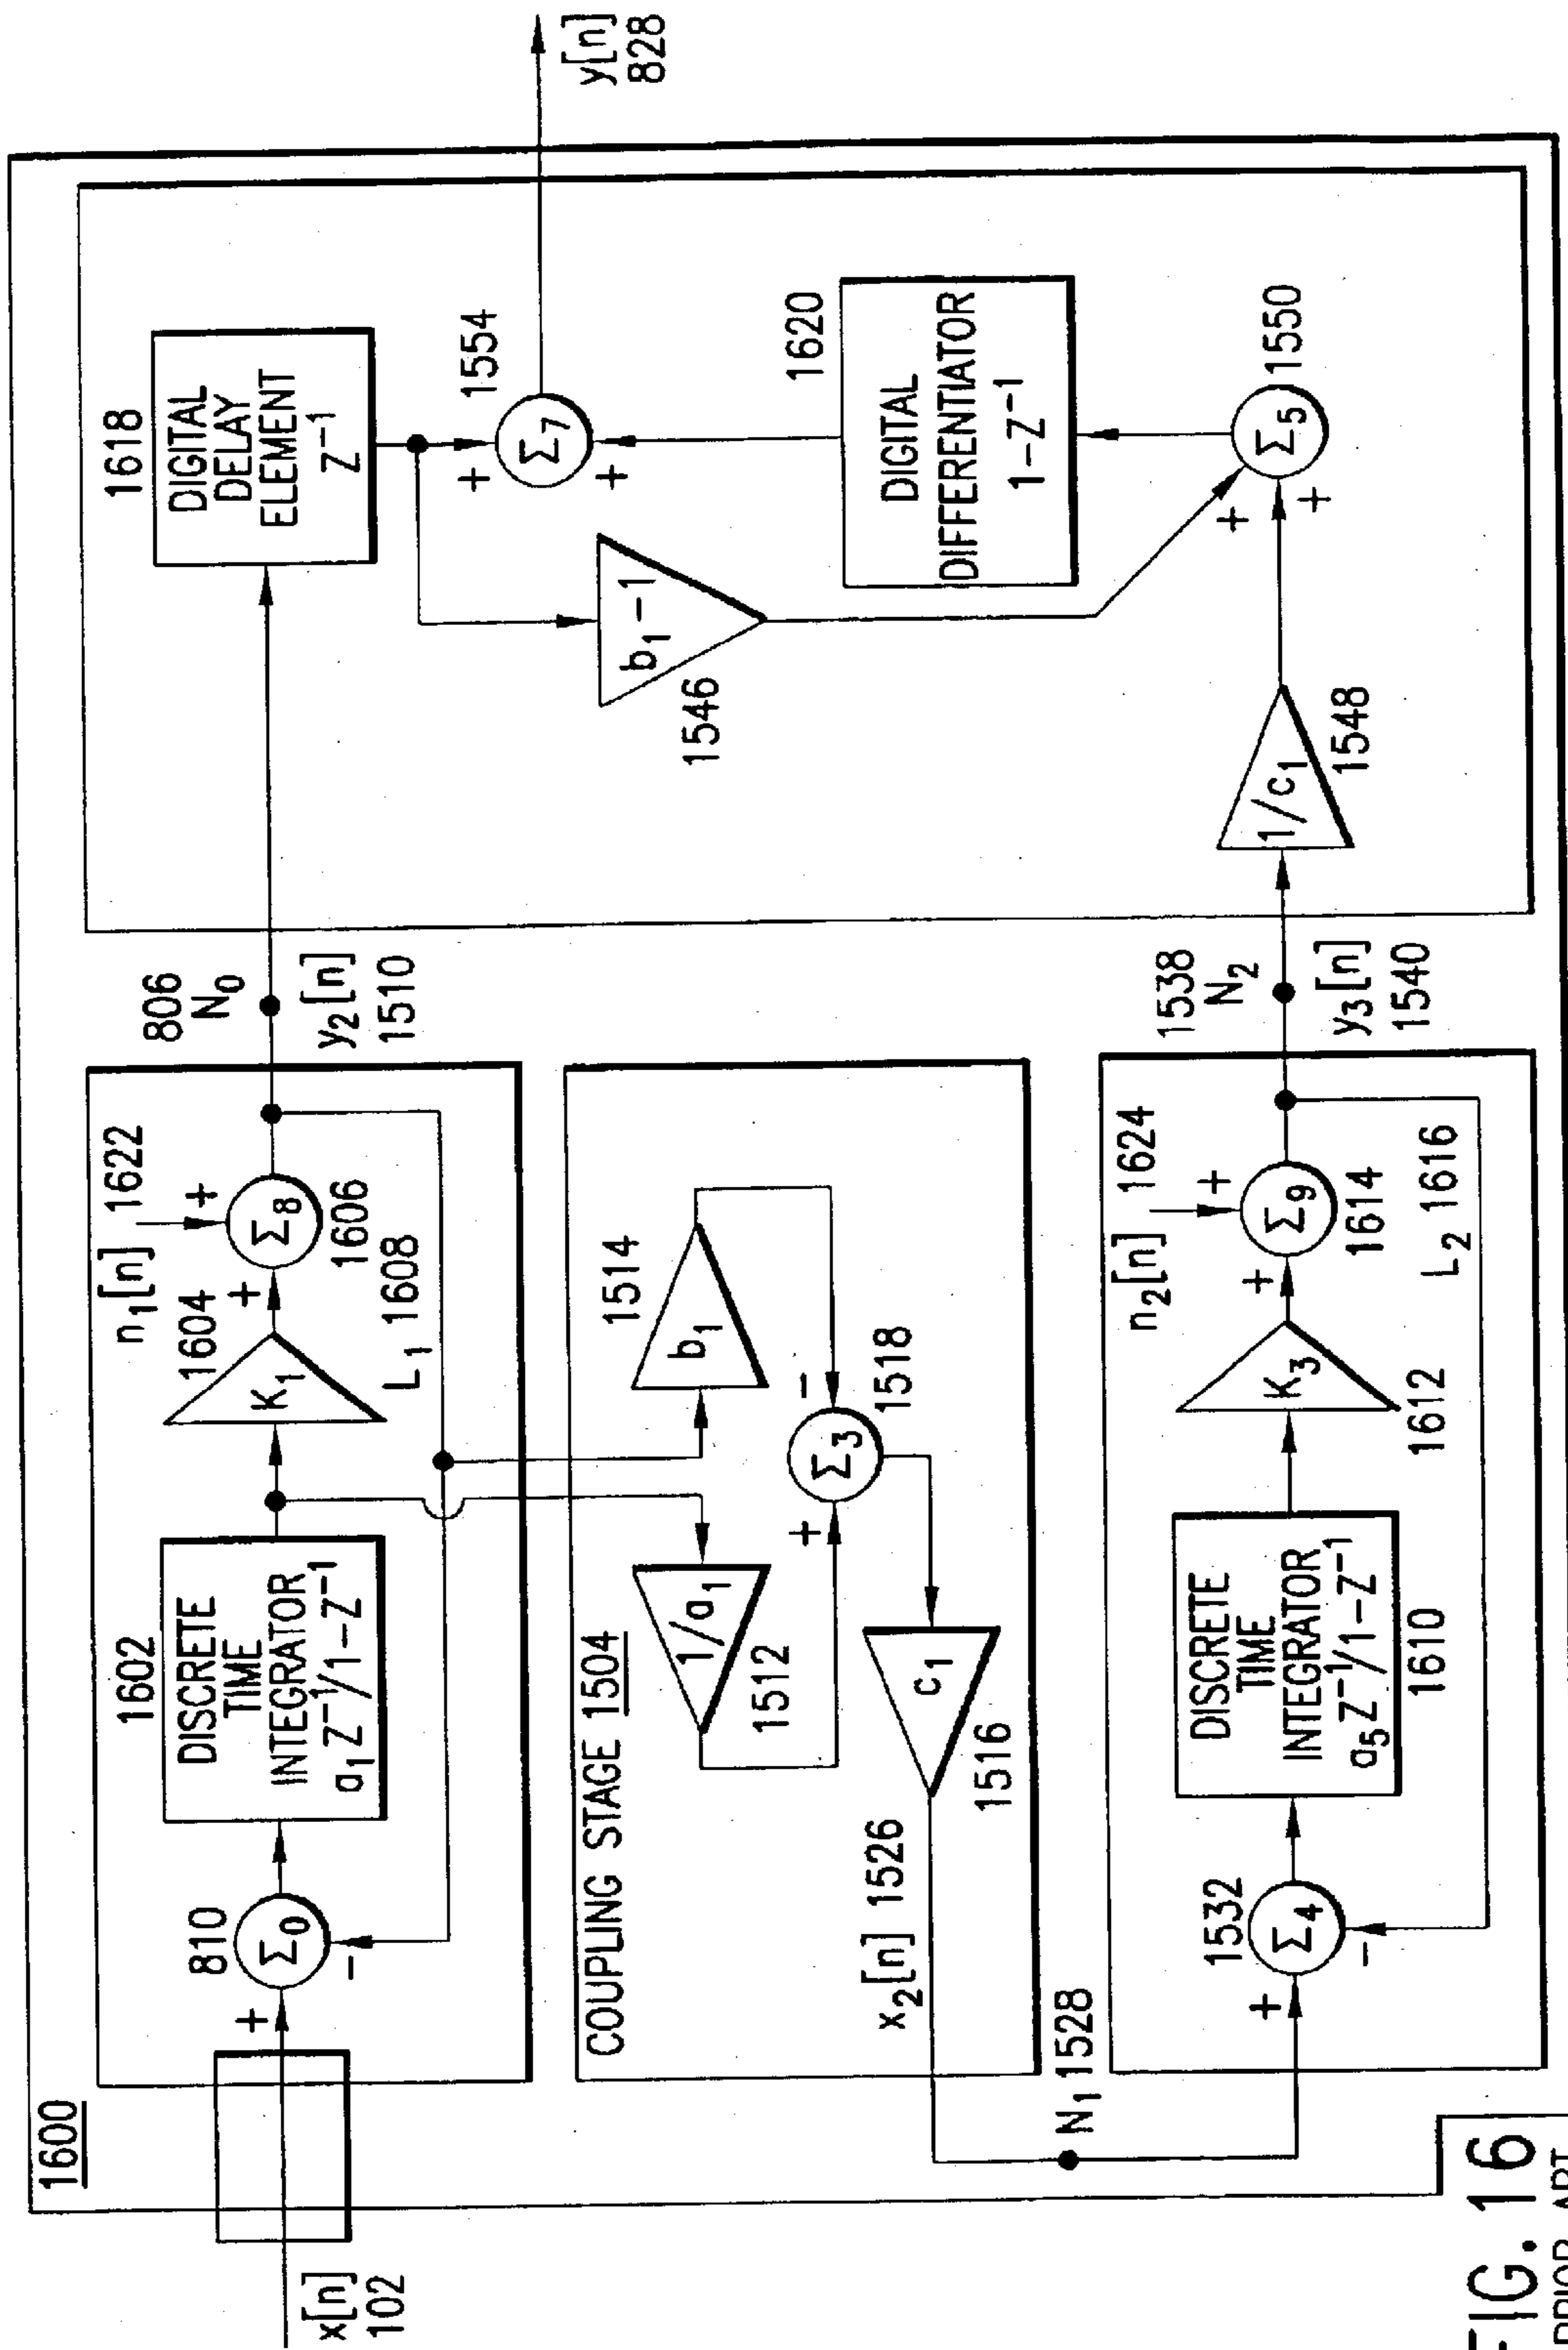 1600
x[n]
102
+
810
Σ0
−
1602
DISCRETE
TIME
INTEGRATOR
a1Z−1/1−Z−1
1604
K1
+
n1[n]
1622
+
Σ8
1606
L1 1608
806
N0
y2[n]
1510
1618
DIGITAL
DELAY
ELEMENT
Z−1
+
1554
Σ7
+
y[n]
828
COUPLING STAGE 1504
1/a1
1512
+
Σ3
1518
−
1514
b1
c1
1516
x2[n] 1526
N1 1528
b1−1
1546
1620
DIGITAL
DIFFERENTIATOR
1−Z−1
+
Σ5
1550
+
1532
+
Σ4
−
DISCRETE
TIME
INTEGRATOR
a5Z−1/1−Z−1
1610
K3
1612
+
n2[n]
1624
+
Σ9
1614
L2 1616
1538
N2
y3[n]
1540
1/c1
1548
FIG. 16
PRIOR ART